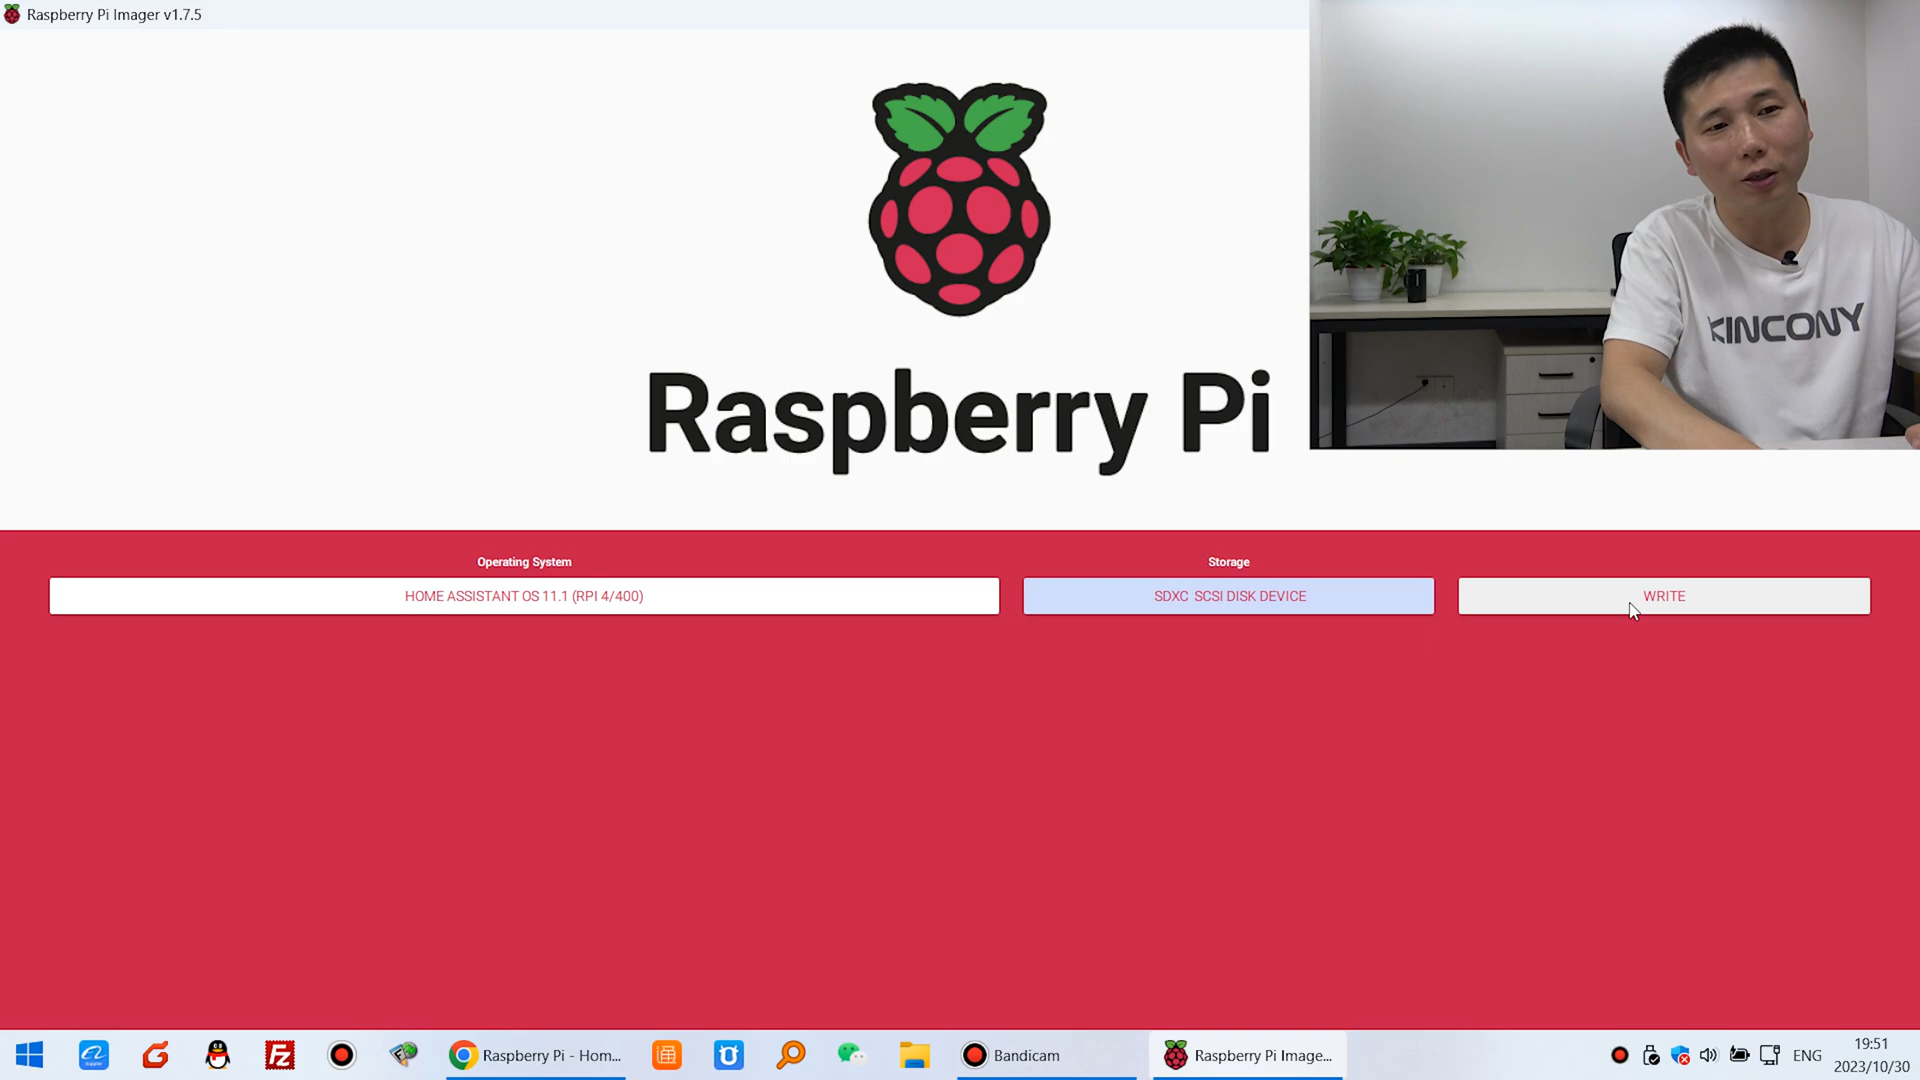 Raspberry Pi Imager v1.7.5
Raspberry Pi
KINCONY
Operating System
Storage
HOME ASSISTANT OS 11.1 (RPI 4/400)
SDXC SCSI DISK DEVICE
WRITE
Raspberry Pi - Hom...
Bandicam
Raspberry Pi Image...
ENG
19:51
2023/10/30